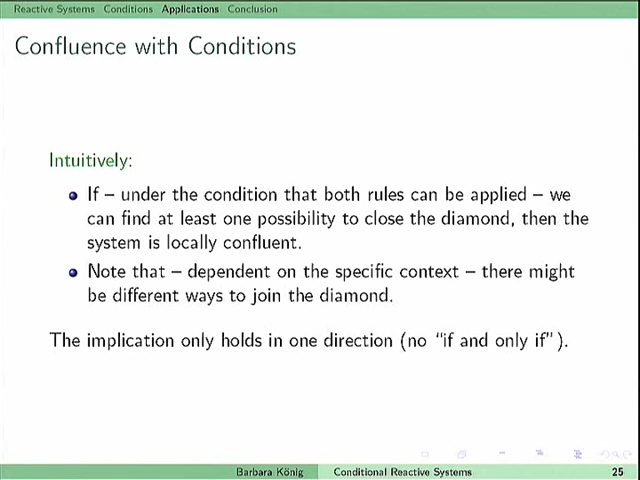 Reactive Systems Conditions Applications Conclusion
Confluence with Conditions
Intuitively:
If – under the condition that both rules can be applied – we
can find at least one possibility to close the diamond, then the
system is locally confluent.
Note that – dependent on the specific context – there might
be different ways to join the diamond.
The implication only holds in one direction (no “if and only if”).
Barbara König Conditional Reactive Systems 25